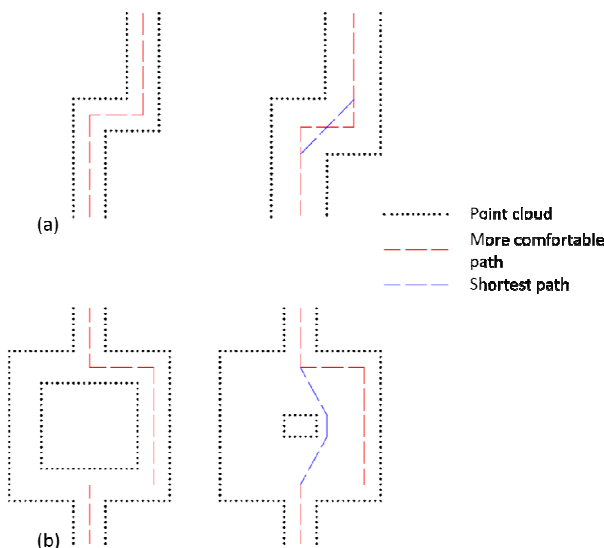 (a)
Point cloud
More comfortable
path
Shortest path
(b)